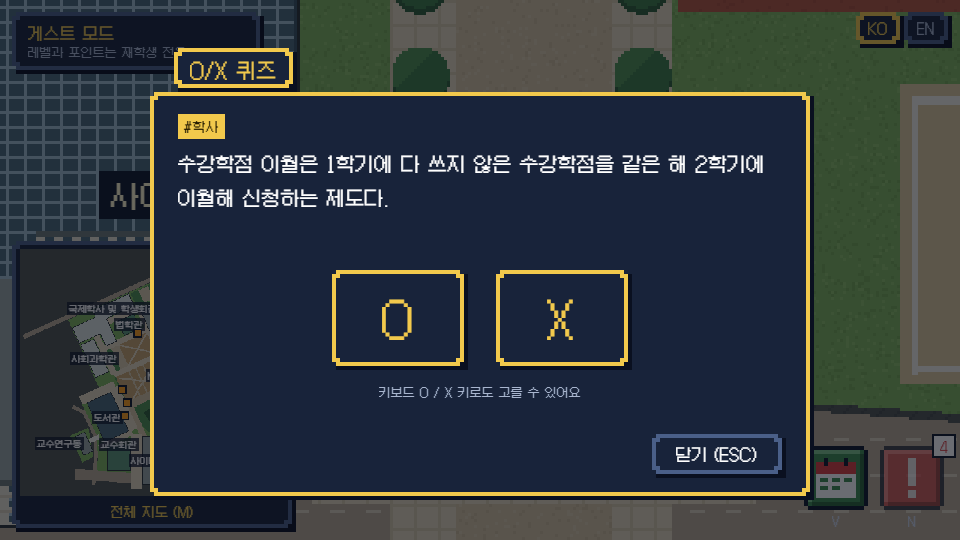 게스트 모드
레벨과 포인트는 재학생 전
KO
EN
O/X 퀴즈
#학사
수강학점 이월은 1학기에 다 쓰지 않은 수강학점을 같은 해 2학기에
이월해 신청하는 제도다.
O
X
키보드 O / X 키로도 고를 수 있어요
닫기 (ESC)
국제학사 및 학생회관
법학관
사회과학관
도서관
교수연구동
교수회관
사이
전체 지도 (M)
4
V
N